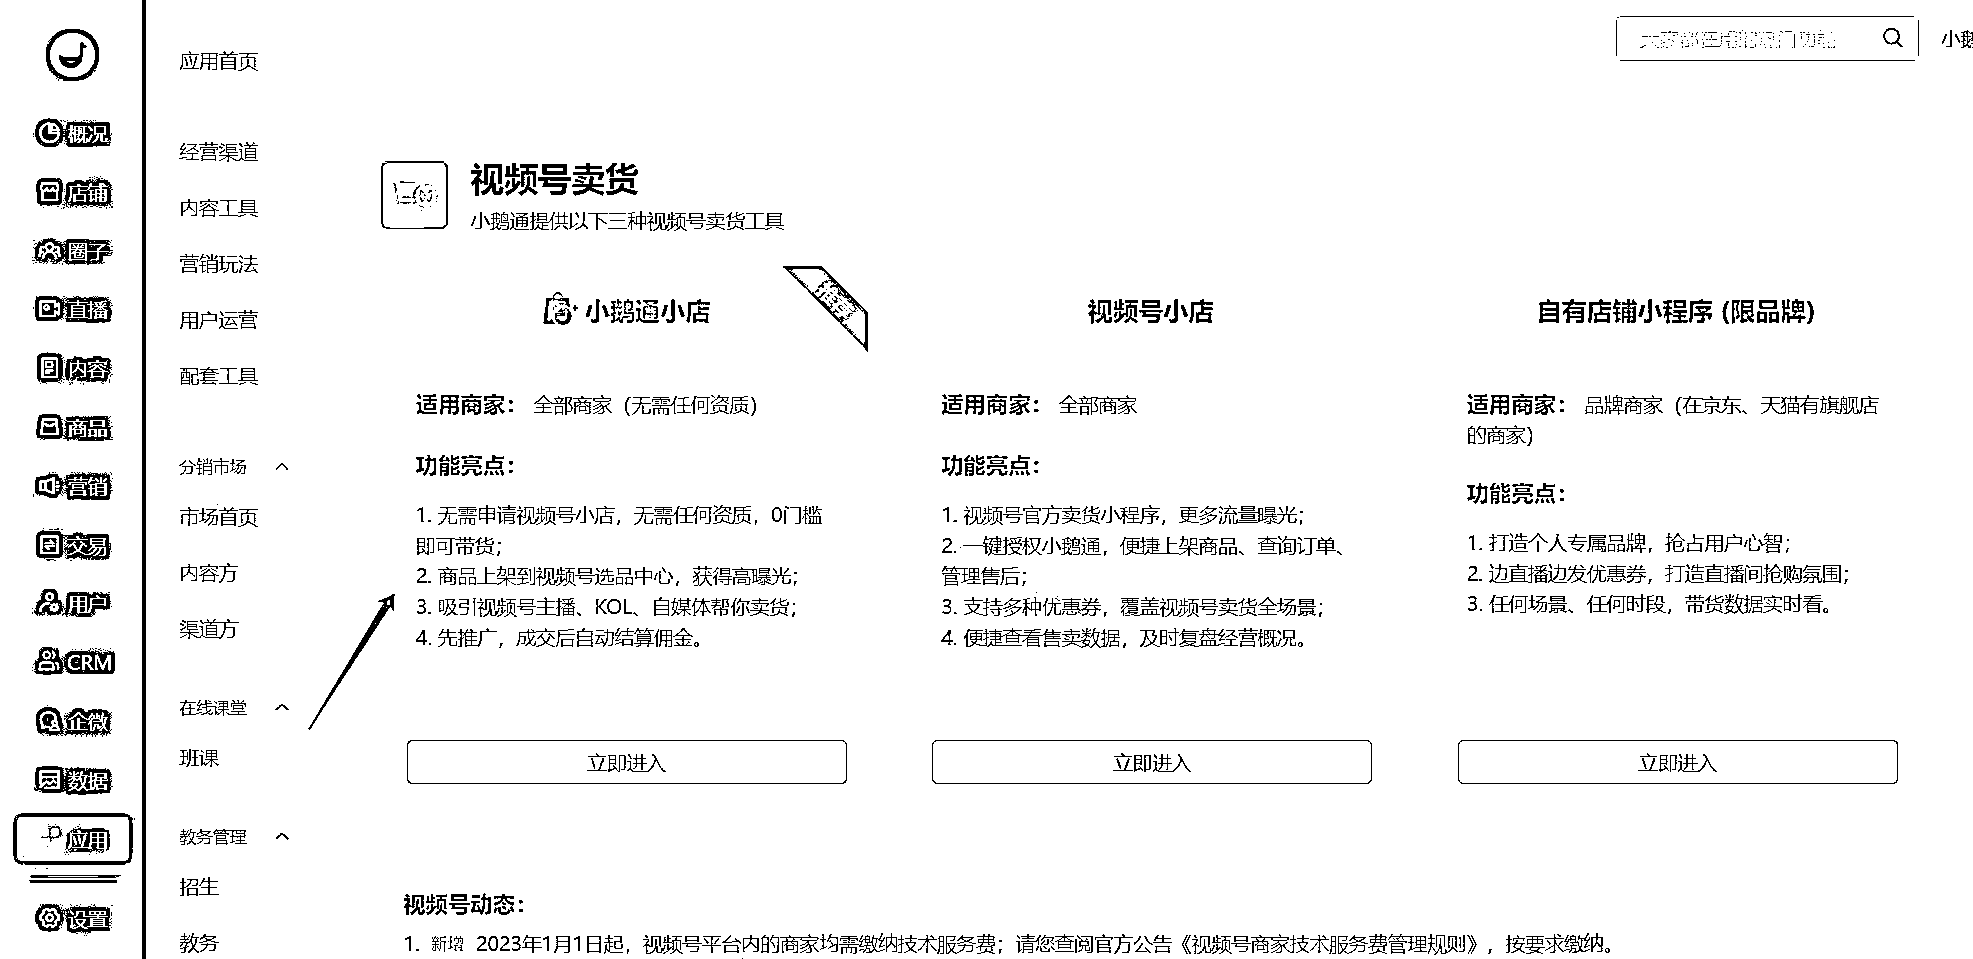 概况
店铺
圈子
直播
内容
商品
营销
交易
用户
CRM
企微
数据
应用
设置
应用首页
经营渠道
内容工具
营销玩法
用户运营
配套工具
分销市场
市场首页
内容方
渠道方
在线课堂
班课
教务管理
招生
教务
小鹅
视频号卖货
小鹅通提供以下三种视频号卖货工具
小鹅通小店
推荐
适用商家： 全部商家（无需任何资质）
功能亮点：
1. 无需申请视频号小店，无需任何资质，0门槛
即可带货；
2. 商品上架到视频号选品中心，获得高曝光；
3. 吸引视频号主播、KOL、自媒体帮你卖货；
4. 先推广，成交后自动结算佣金。
立即进入
视频号小店
适用商家： 全部商家
功能亮点：
1. 视频号官方卖货小程序，更多流量曝光；
2. 一键授权小鹅通，便捷上架商品、查询订单、
管理售后；
3. 支持多种优惠券，覆盖视频号卖货全场景；
4. 便捷查看售卖数据，及时复盘经营概况。
立即进入
自有店铺小程序 (限品牌)
适用商家： 品牌商家（在京东、天猫有旗舰店
的商家）
功能亮点：
1. 打造个人专属品牌，抢占用户心智；
2. 边直播边发优惠券，打造直播间抢购氛围；
3. 任何场景、任何时段，带货数据实时看。
立即进入
视频号动态：
1. 新增 2023年1月1日起，视频号平台内的商家均需缴纳技术服务费；请您查阅官方公告《视频号商家技术服务费管理规则》，按要求缴纳。